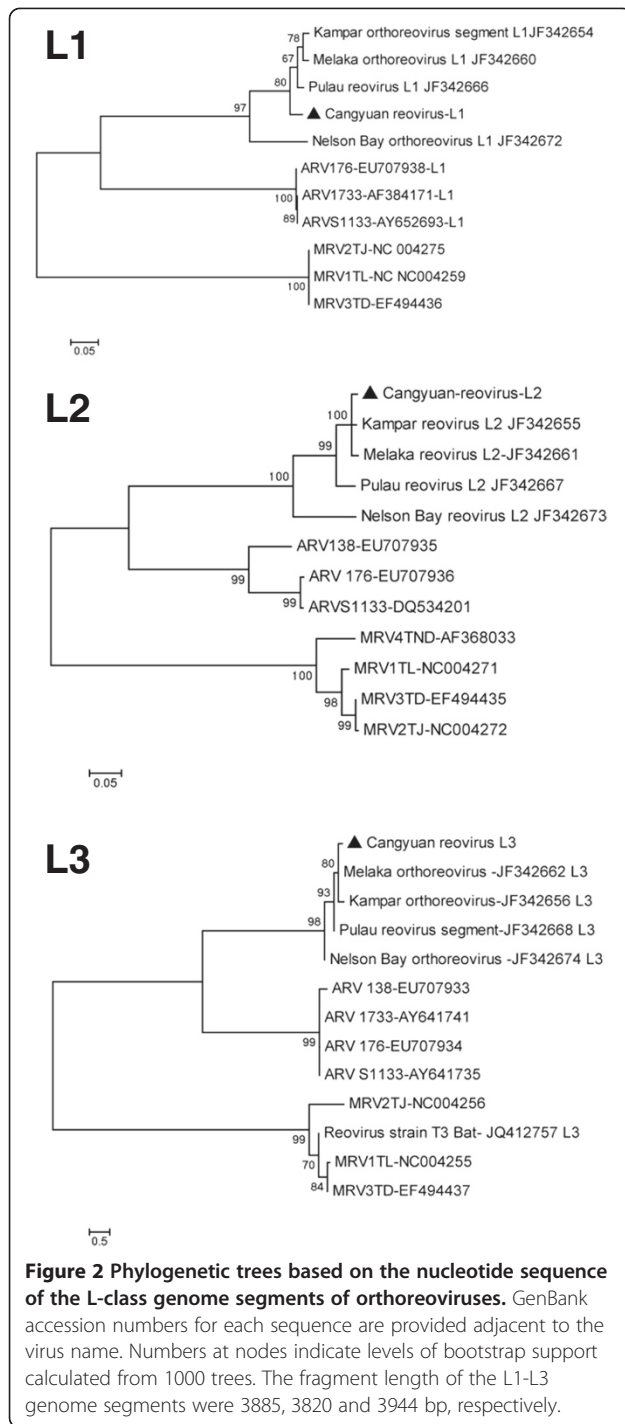 L1
78
Kampar orthoreovirus segment L1JF342654
67
Melaka orthoreovirus L1 JF342660
80
Pulau reovirus L1 JF342666
97
▲ Cangyuan reovirus-L1
Nelson Bay orthoreovirus L1 JF342672
ARV176-EU707938-L1
100
ARV1733-AF384171-L1
89
ARVS1133-AY652693-L1
MRV2TJ-NC 004275
MRV1TL-NC NC004259
100
MRV3TD-EF494436
0.05
L2
▲ Cangyuan-reovirus-L2
100
Kampar reovirus L2 JF342655
99
Melaka reovirus L2-JF342661
100
Pulau reovirus L2 JF342667
Nelson Bay reovirus L2 JF342673
ARV138-EU707935
99
ARV 176-EU707936
99
ARVS1133-DQ534201
MRV4TND-AF368033
100
MRV1TL-NC004271
98
MRV3TD-EF494435
99
MRV2TJ-NC004272
0.05
L3
▲ Cangyuan reovirus L3
80
Melaka orthoreovirus -JF342662 L3
93
Kampar orthoreovirus-JF342656 L3
98
Pulau reovirus segment-JF342668 L3
Nelson Bay orthoreovirus -JF342674 L3
ARV 138-EU707933
ARV 1733-AY641741
99
ARV 176-EU707934
ARV S1133-AY641735
MRV2TJ-NC004256
99
Reovirus strain T3 Bat- JQ412757 L3
70
MRV1TL-NC004255
84
MRV3TD-EF494437
0.5
Figure 2 Phylogenetic trees based on the nucleotide sequence
of the L-class genome segments of orthoreoviruses. GenBank
accession numbers for each sequence are provided adjacent to the
virus name. Numbers at nodes indicate levels of bootstrap support
calculated from 1000 trees. The fragment length of the L1-L3
genome segments were 3885, 3820 and 3944 bp, respectively.